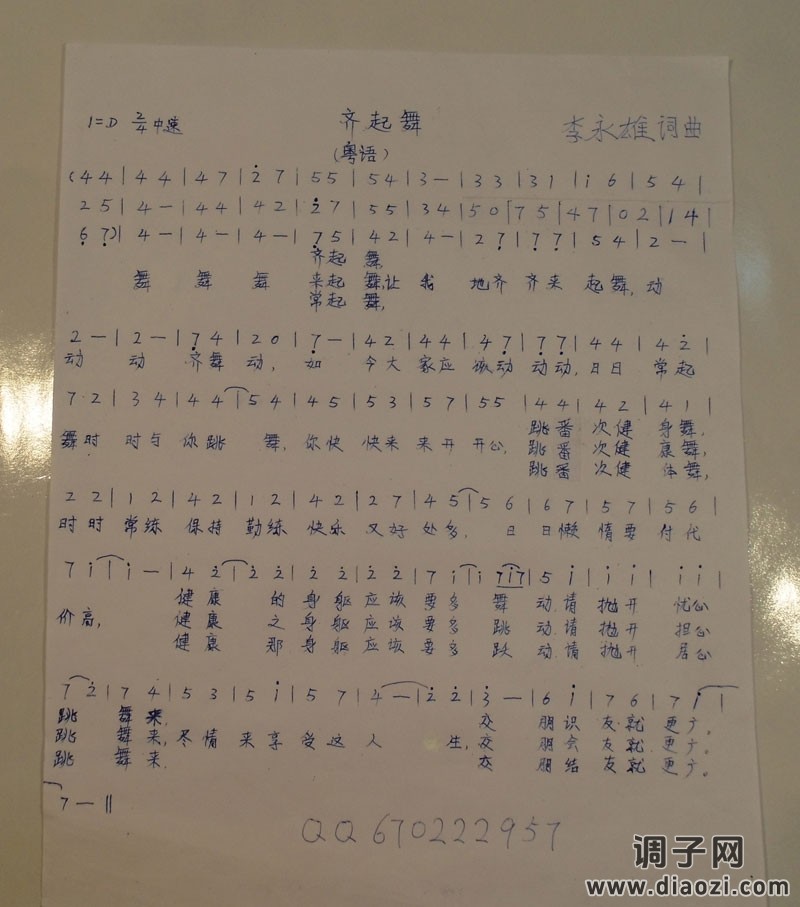 1=D 2/4 中速 齐起舞 李永雄词曲
(粤语)
(4 4 | 4 4 | 4 7 | 2̇ 7 | 5 5 | 5 4 | 3 — | 3 3 | 3 1 | i 6 | 5 4 |
2 5 | 4 — | 4 4 | 4 2 | 2̇ 7 | 5 5 | 3 4 | 5 0 | 7 5 | 4 7 | 0 2 | 1 4 |
6̣ 7̣) | 4 — | 4 — | 4 — | 7̣ 5 | 4 2 | 4 — | 2 7̣ | 7̣ 7̣ | 5 4 | 2 — |
齐起 舞,
舞 舞 舞 来起 舞,让 我 地齐 齐来 起舞, 动
常起 舞,
2 — | 2 — | 7̣ 4 | 2 0 | 7̣ — | 4 2 | 4 4 | 4 7̣ | 7̣ 7̣ | 4 4 | 4 2̇ |
动 动 齐舞 动, 如 今大 家应 动 动动, 日日 常起
7 2 | 3 4 | 4 4 | 5 4 | 4 5 | 5 3 | 5 7 | 5 5 | 4 4 | 4 2 | 4 1 |
跳番 次健 身舞,
舞时 时与 你跳 舞, 你快 快来 来开 开心, 跳番 次健 康舞,
跳番 次健 体舞,
2 2 | 1 2 | 4 2 | 1 2 | 4 2 | 2 7 | 4 5 | 5 6 | 6 7 | 5 7 | 5 6 |
时时 常练 保持 勤练 快乐 又好 处多, 日 日懒 惰要 付代
7 i | i — | 4 2̇ | 2̇ 2̇ | 2̇ 2̇ | 2̇ 2̇ | 7 i | i 7i7 | 5 i | i i | i i | i i |
健康 的 身躯 应该 要多 舞 动.请 抛开 忧心
价高, 健康 之 身躯 应该 要多 跳 动.请 抛开 担心
健康 那 身躯 应该 要多 跃 动.情 抛开 居心
7 2̇ | 7 4 | 5 3 | 5 i | 5 7 | 4 — | 2̇ 2̇ | 3̇ — | 6 i | 7 6 | 7 i |
跳 舞来. 交 朋识 友就 更广。
跳 舞来,尽情 来享 受这 人 生,交 朋会 友就 更广。
跳 舞来. 交 朋结 友就 更广。
7 — ||
QQ 670222957
调子网
www.diaozi.com